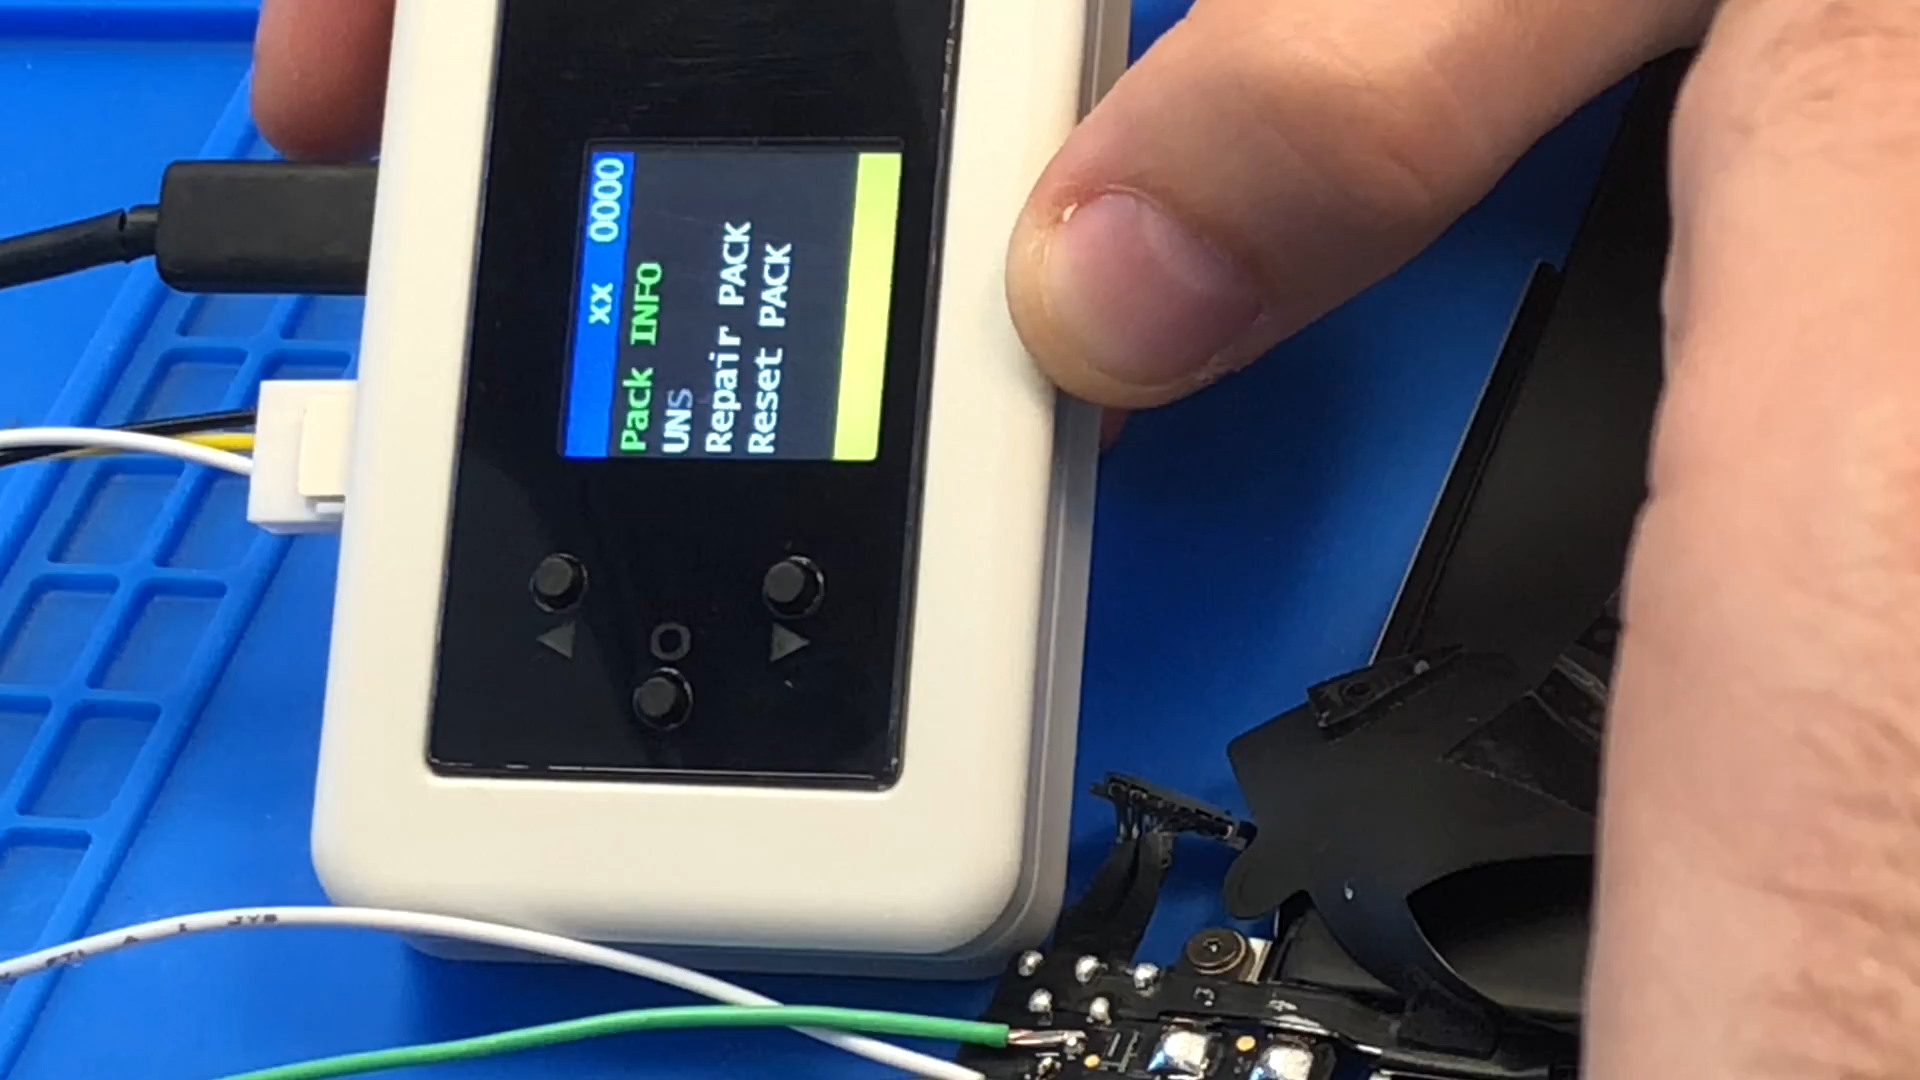 xx 0000
Pack INFO
UNS
Repair PACK
Reset PACK